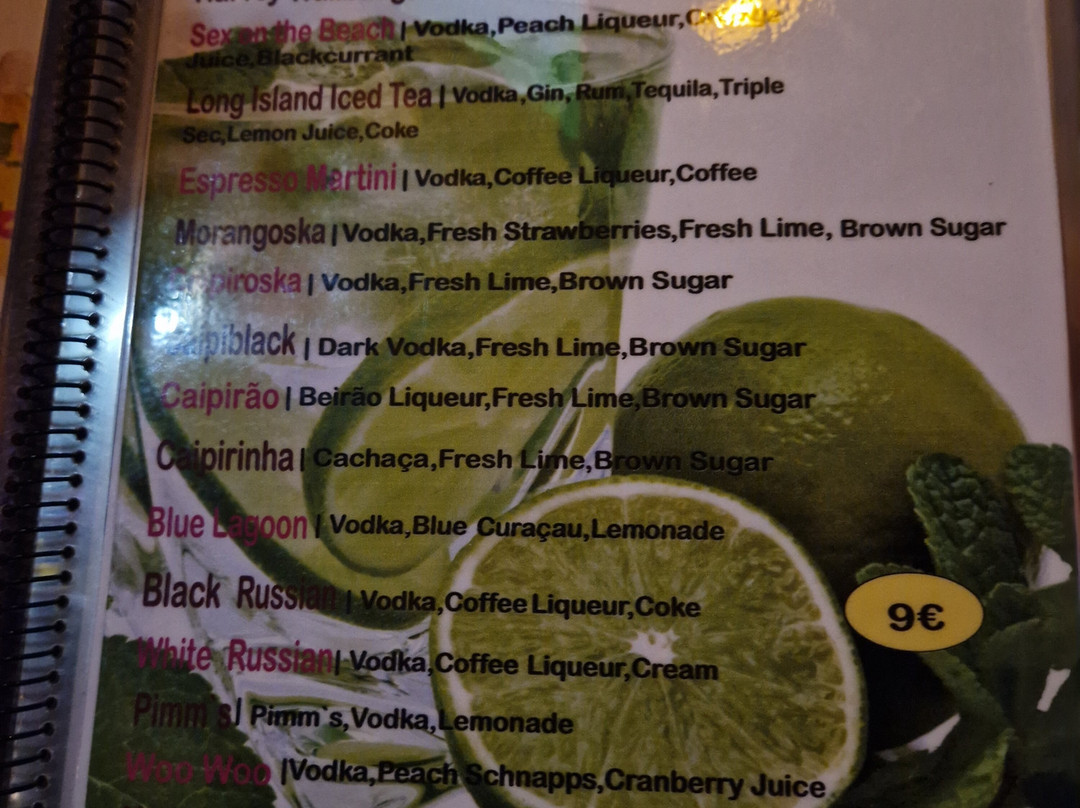 Sex on the Beach | Vodka,Peach Liqueur,
Juice,Blackcurrant
Long Island Iced Tea | Vodka,Gin,Rum,Tequila,Triple
Sec,Lemon Juice,Coke
Espresso Martini | Vodka,Coffee Liqueur,Coffee
Morangoska | Vodka,Fresh Strawberries,Fresh Lime, Brown Sugar
Caipiroska | Vodka,Fresh Lime,Brown Sugar
Caipiblack | Dark Vodka,Fresh Lime,Brown Sugar
Caipirão | Beirão Liqueur,Fresh Lime,Brown Sugar
Caipirinha | Cachaça,Fresh Lime,Brown Sugar
Blue Lagoon | Vodka,Blue Curaçau,Lemonade
Black Russian | Vodka,Coffee Liqueur,Coke
9€
White Russian | Vodka,Coffee Liqueur,Cream
Pimm`s | Pimm`s,Vodka,Lemonade
Woo Woo | Vodka,Peach Schnapps,Cranberry Juice